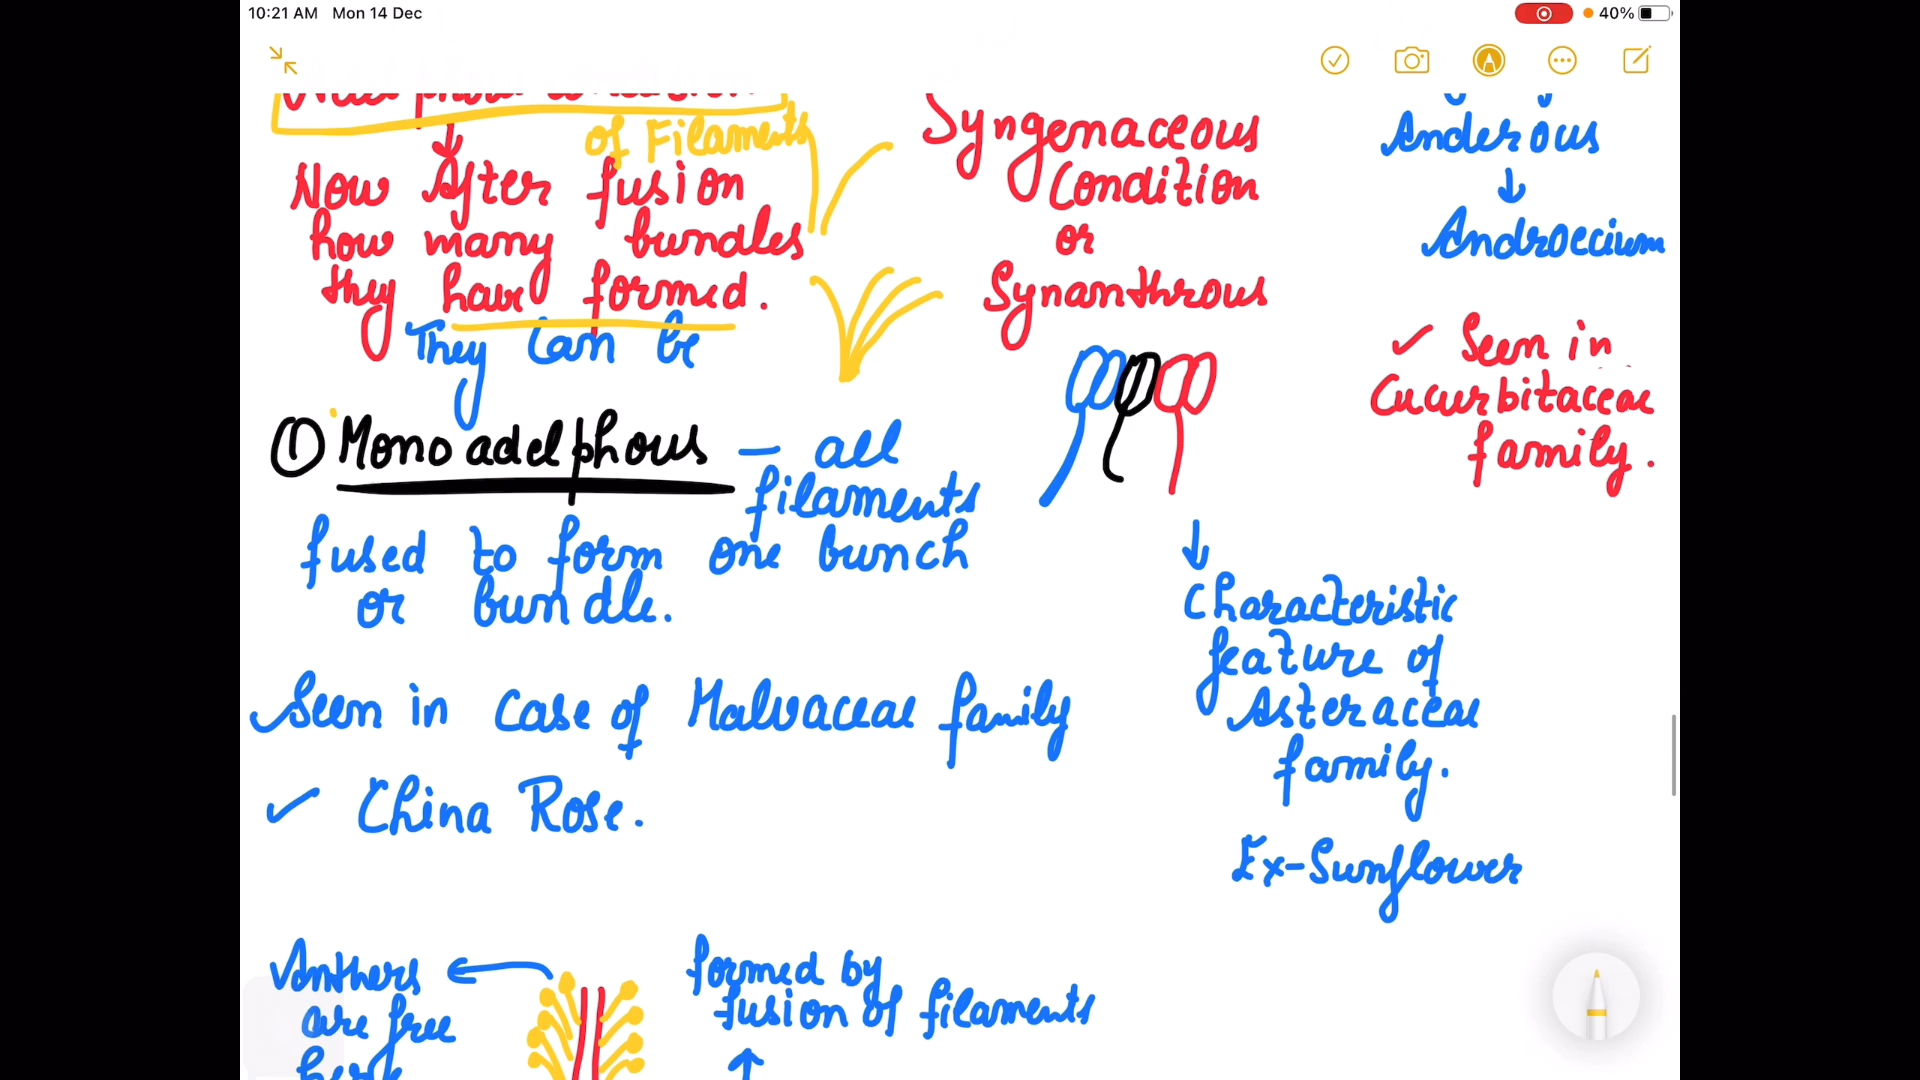 10:21 AM Mon 14 Dec
40%
of Filaments
Now After fusion
how many bundles
they have formed.
They Can be
① Monoadelphous – all
filaments
fused to form one bunch
or bundle.
Seen in case of Malvaceae family
✓ China Rose.
Anthers
are free
here
formed by
fusion of filaments
Syngenaceous
Condition
or
Synanthrous
Characteristic
feature of
Asteraceae
family.
Ex-Sunflower
Anderous
Androecium
✓ Seen in
Cucurbitaceae
family.